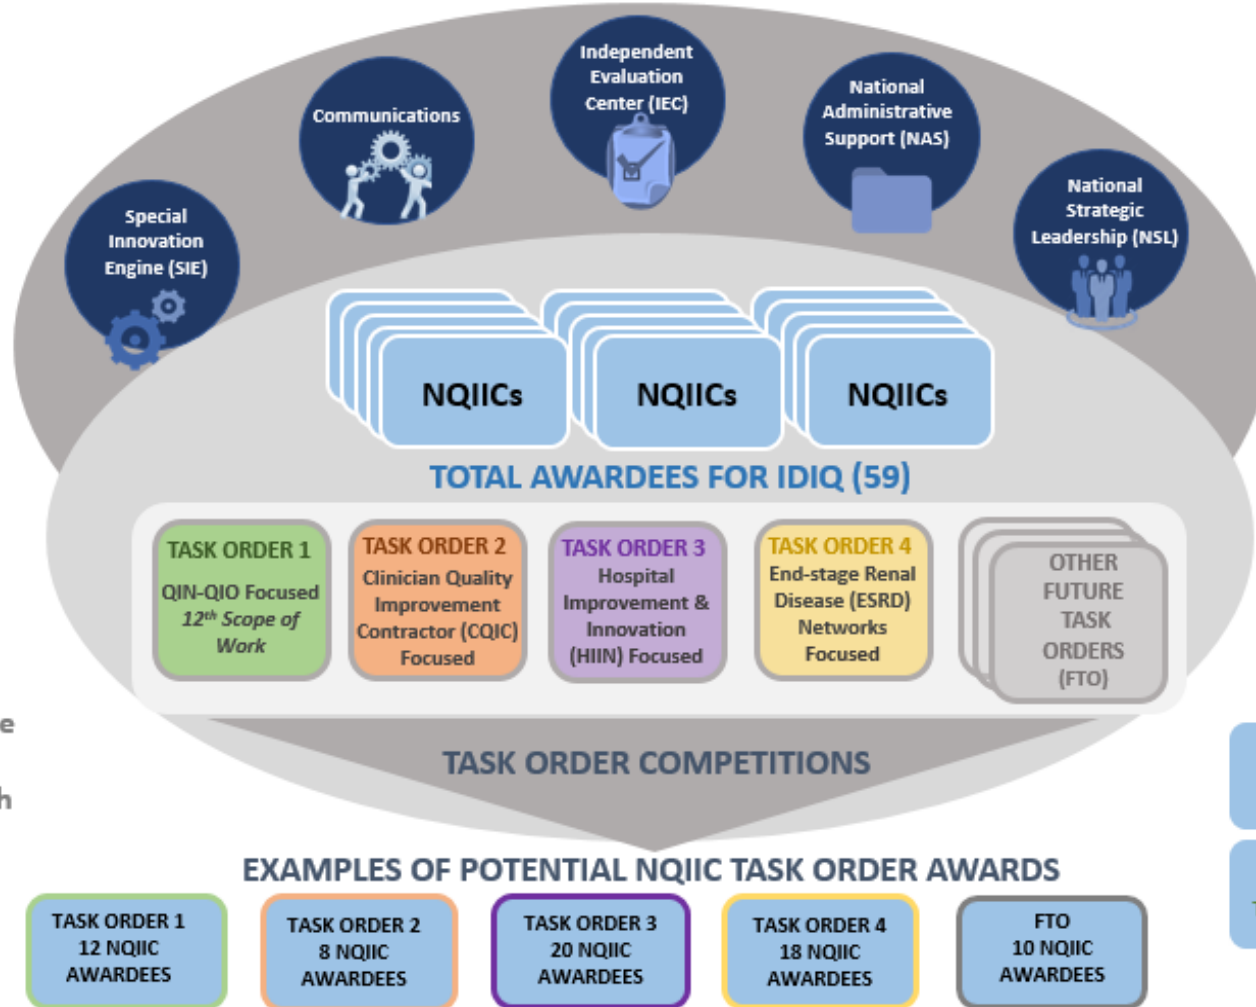 Independent
Evaluation
Center (IEC)
Communications
National
Administrative
Support (NAS)
Special
Innovation
Engine (SIE)
National
Strategic
Leadership (NSL)
NQIICs
NQIICs
NQIICs
TOTAL AWARDEES FOR IDIQ (59)
TASK ORDER 1
QIN-QIO Focused
12th Scope of
Work
TASK ORDER 2
Clinician Quality
Improvement
Contractor (CQIC)
Focused
TASK ORDER 3
Hospital
Improvement &
Innovation
(HIIN) Focused
TASK ORDER 4
End-stage Renal
Disease (ESRD)
Networks
Focused
OTHER
FUTURE
TASK
ORDERS
(FTO)
TASK ORDER COMPETITIONS
EXAMPLES OF POTENTIAL NQIIC TASK ORDER AWARDS
TASK ORDER 1
12 NQIIC
AWARDEES
TASK ORDER 2
8 NQIIC
AWARDEES
TASK ORDER 3
20 NQIIC
AWARDEES
TASK ORDER 4
18 NQIIC
AWARDEES
FTO
10 NQIIC
AWARDEES